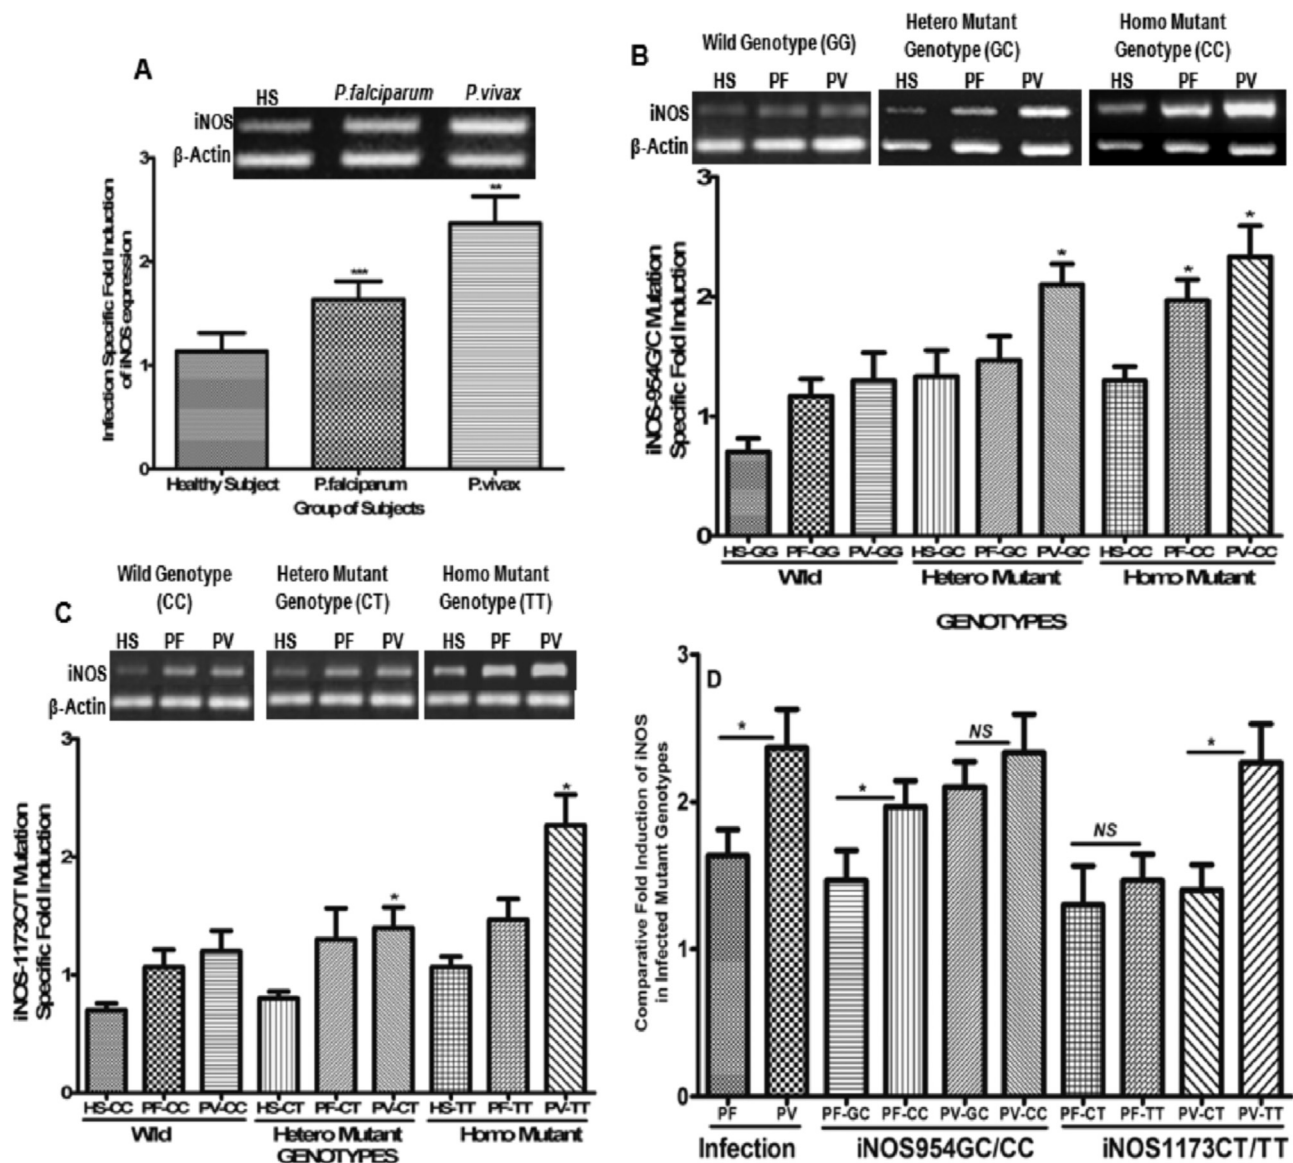 A
HS P.falciparum P.vivax
iNOS
β-Actin
Infection Specific Fold Induction
of iNOS expression
3
2
1
0
***
**
Healthy Subject P.falciparum P.vivax
Group of Subjects
B
Wild Genotype (GG)
Hetero Mutant
Genotype (GC)
Homo Mutant
Genotype (CC)
HS PF PV HS PF PV HS PF PV
iNOS
β-Actin
iNOS-954G/C Mutation
Specific Fold Induction
3
2
1
0
* * *
HS-GG PF-GG PV-GG HS-GC PF-GC PV-GC HS-CC PF-CC PV-CC
Wild Hetero Mutant Homo Mutant
GENOTYPES
C
Wild Genotype
(CC)
Hetero Mutant
Genotype (CT)
Homo Mutant
Genotype (TT)
HS PF PV HS PF PV HS PF PV
iNOS
β-Actin
iNOS-1173C/T Mutation
Specific Fold Induction
3
2
1
0
* *
HS-CC PF-CC PV-CC HS-CT PF-CT PV-CT HS-TT PF-TT PV-TT
Wild Hetero Mutant Homo Mutant
GENOTYPES
D
Comparative Fold Induction of iNOS
in Infected Mutant Genotypes
3
2
1
0
* * NS NS *
PF PV PF-GC PF-CC PV-GC PV-CC PF-CT PF-TT PV-CT PV-TT
Infection iNOS954GC/CC iNOS1173CT/TT